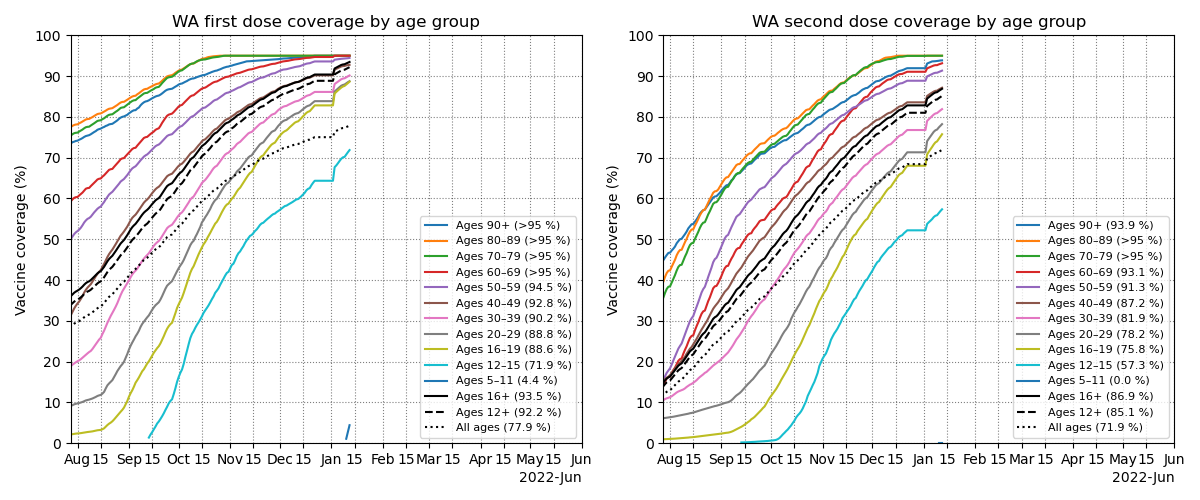 WA first dose coverage by age group
Vaccine coverage (%)
100
90
80
70
60
50
40
30
20
10
0
Aug 15 Sep 15 Oct 15 Nov 15 Dec 15 Jan 15 Feb 15 Mar 15 Apr 15 May 15 Jun
2022-Jun
Ages 90+ (>95 %)
Ages 80–89 (>95 %)
Ages 70–79 (>95 %)
Ages 60–69 (>95 %)
Ages 50–59 (94.5 %)
Ages 40–49 (92.8 %)
Ages 30–39 (90.2 %)
Ages 20–29 (88.8 %)
Ages 16–19 (88.6 %)
Ages 12–15 (71.9 %)
Ages 5–11 (4.4 %)
Ages 16+ (93.5 %)
Ages 12+ (92.2 %)
All ages (77.9 %)
WA second dose coverage by age group
Vaccine coverage (%)
100
90
80
70
60
50
40
30
20
10
0
Aug 15 Sep 15 Oct 15 Nov 15 Dec 15 Jan 15 Feb 15 Mar 15 Apr 15 May 15 Jun
2022-Jun
Ages 90+ (93.9 %)
Ages 80–89 (>95 %)
Ages 70–79 (>95 %)
Ages 60–69 (93.1 %)
Ages 50–59 (91.3 %)
Ages 40–49 (87.2 %)
Ages 30–39 (81.9 %)
Ages 20–29 (78.2 %)
Ages 16–19 (75.8 %)
Ages 12–15 (57.3 %)
Ages 5–11 (0.0 %)
Ages 16+ (86.9 %)
Ages 12+ (85.1 %)
All ages (71.9 %)